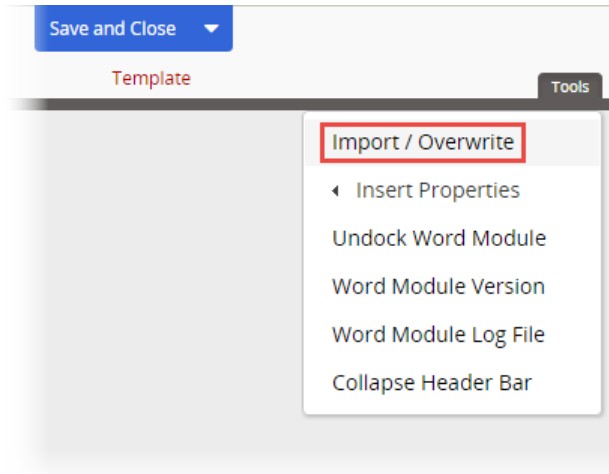 Save and Close
Template
Tools
Import / Overwrite
Insert Properties
Undock Word Module
Word Module Version
Word Module Log File
Collapse Header Bar